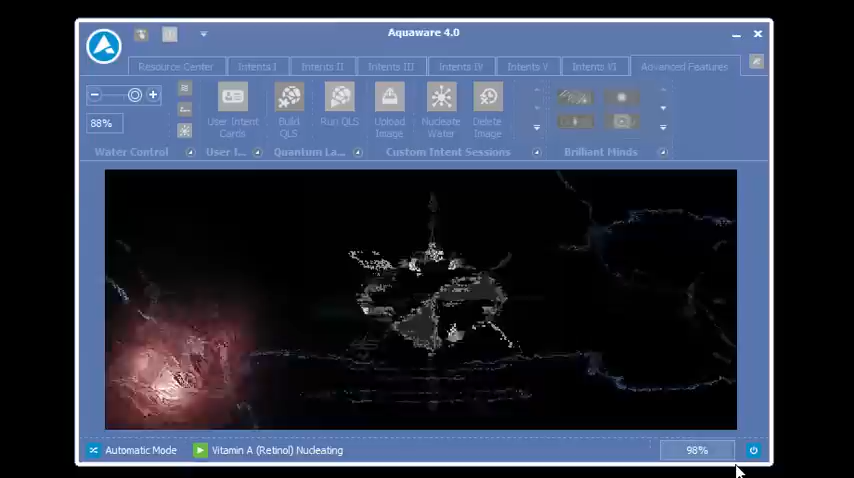 Aquaware 4.0
Resource Center
Intents I
Intents II
Intents III
Intents IV
Intents V
Intents VI
Advanced Features
88%
User Intent
Cards
Build
QLS
Run QLS
Upload
Image
Nucleate
Water
Delete
Image
Water Control
User I...
Quantum La...
Custom Intent Sessions
Brilliant Minds
Automatic Mode
Vitamin A (Retinol) Nucleating
98%